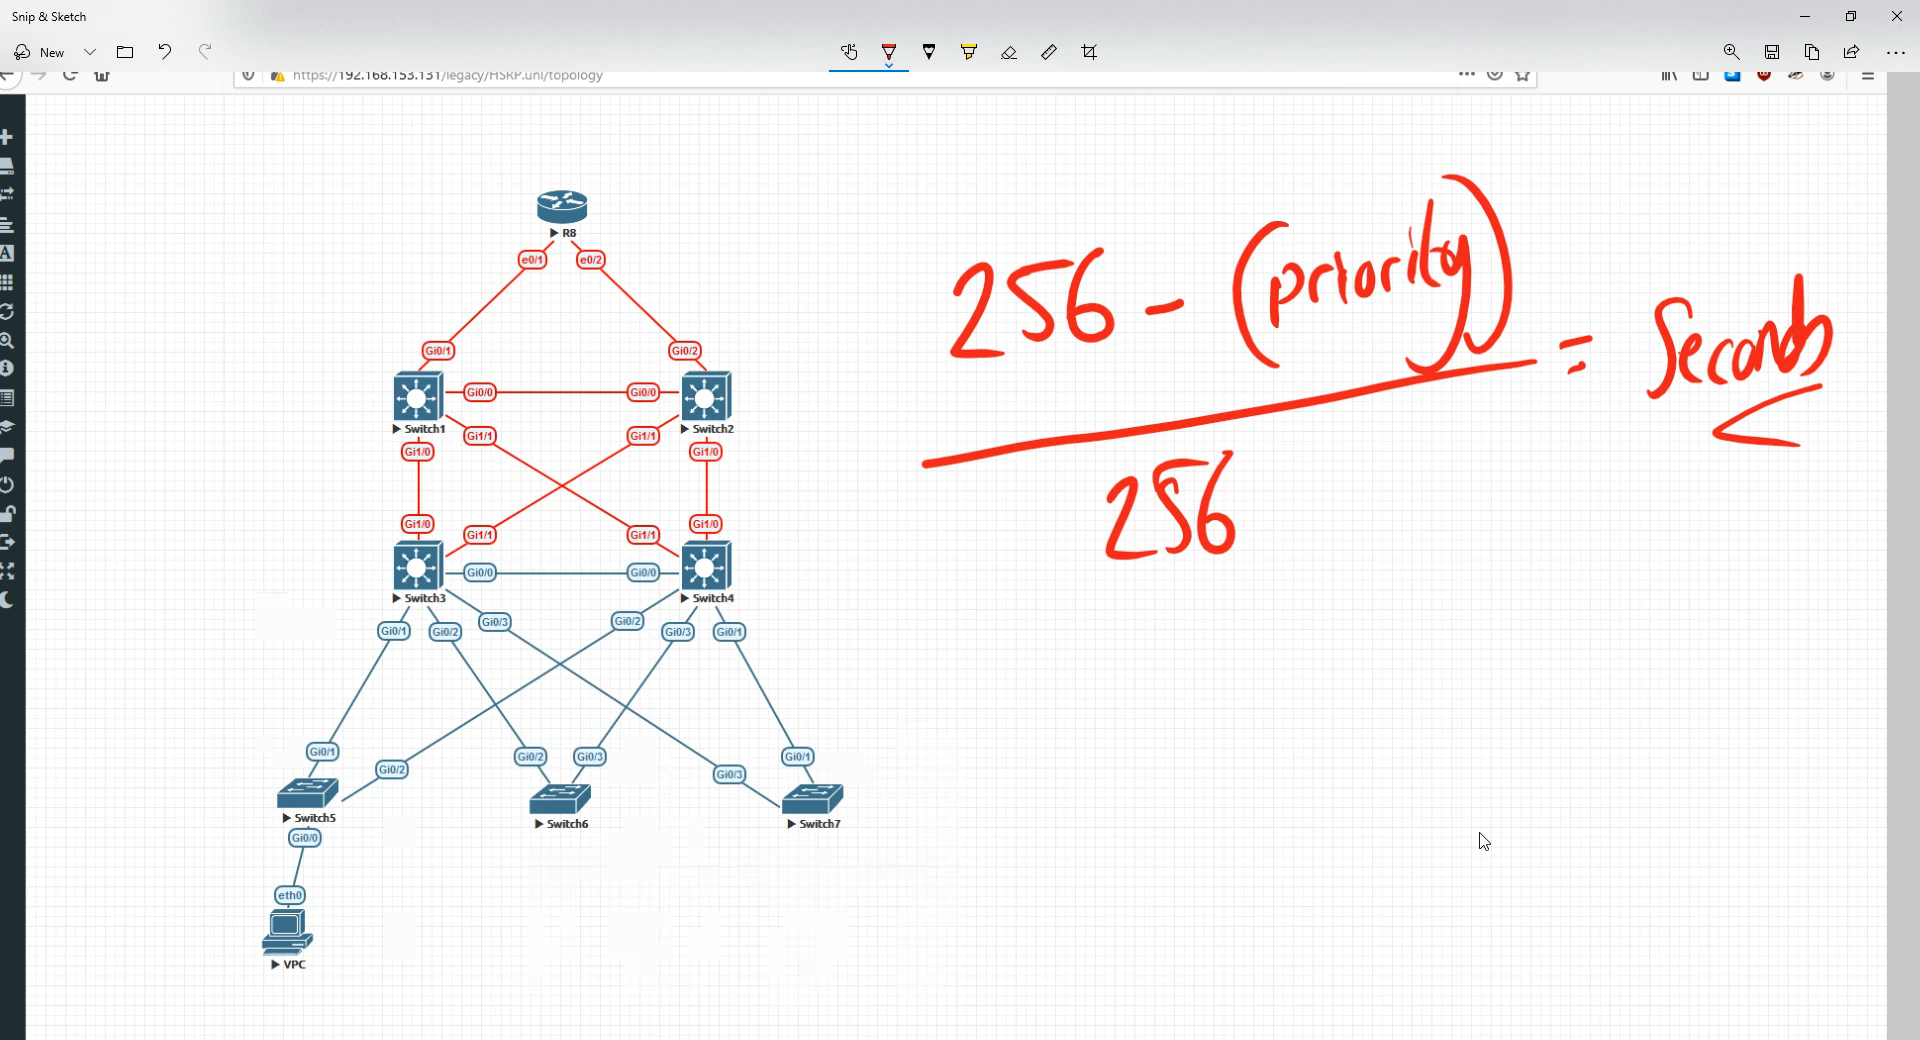 Snip & Sketch
New
https://192.168.153.131/legacy/HSRP.unl/topology
R8
e0/1 e0/2
Gi0/1 Gi0/2
Gi0/0 Gi0/0
Switch1 Switch2
Gi1/1 Gi1/1
Gi1/0 Gi1/0
Gi1/0 Gi1/0
Gi1/1 Gi1/1
Gi0/0 Gi0/0
Switch3 Switch4
Gi0/1 Gi0/2 Gi0/3 Gi0/2 Gi0/3 Gi0/1
Gi0/1 Gi0/2 Gi0/2 Gi0/3 Gi0/3 Gi0/1
Switch5 Switch6 Switch7
Gi0/0
eth0
VPC
256 - (priority) = Seconds
256